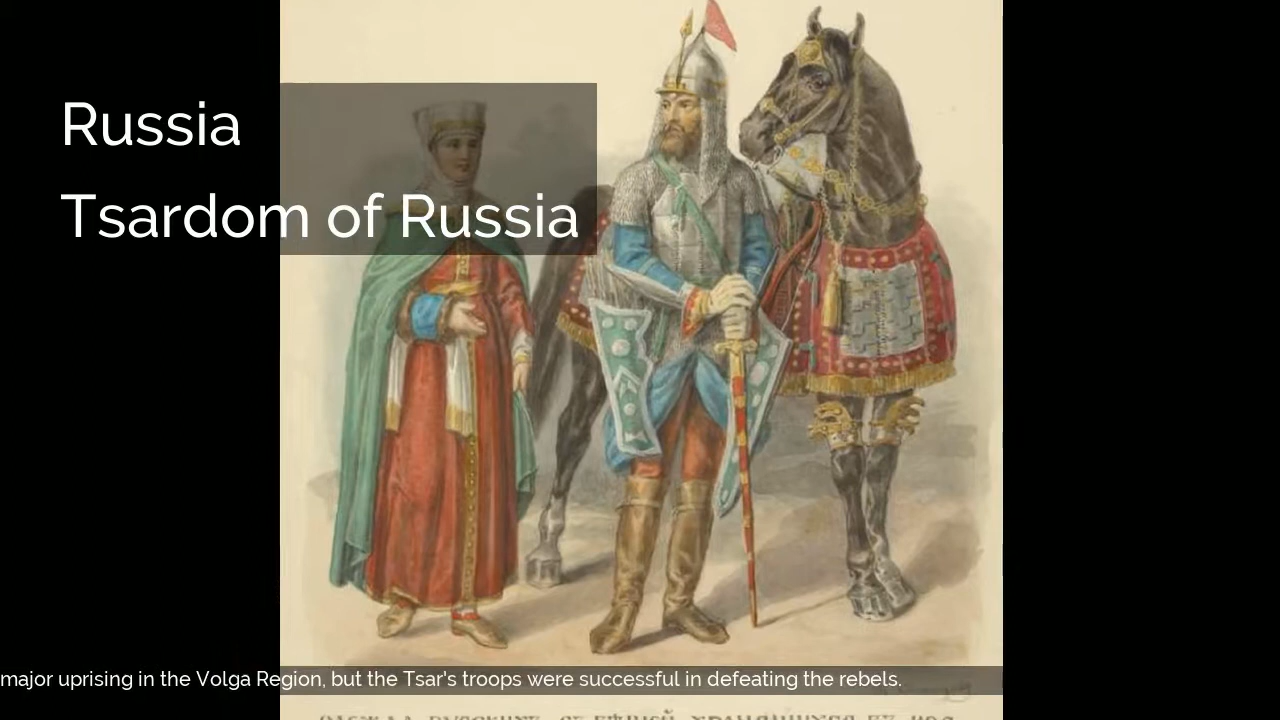 Russia
Tsardom of Russia
major uprising in the Volga Region, but the Tsar's troops were successful in defeating the rebels.